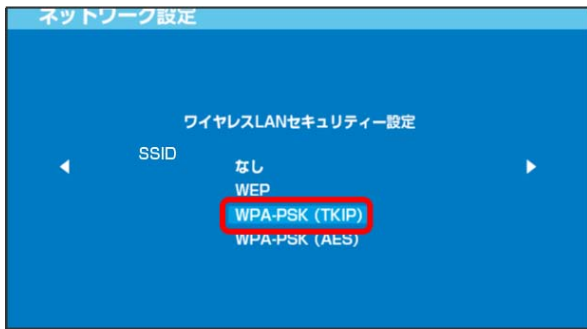 ネットワーク設定
ワイヤレスLANセキュリティー設定
SSID
なし
WEP
WPA-PSK (TKIP)
WPA-PSK (AES)